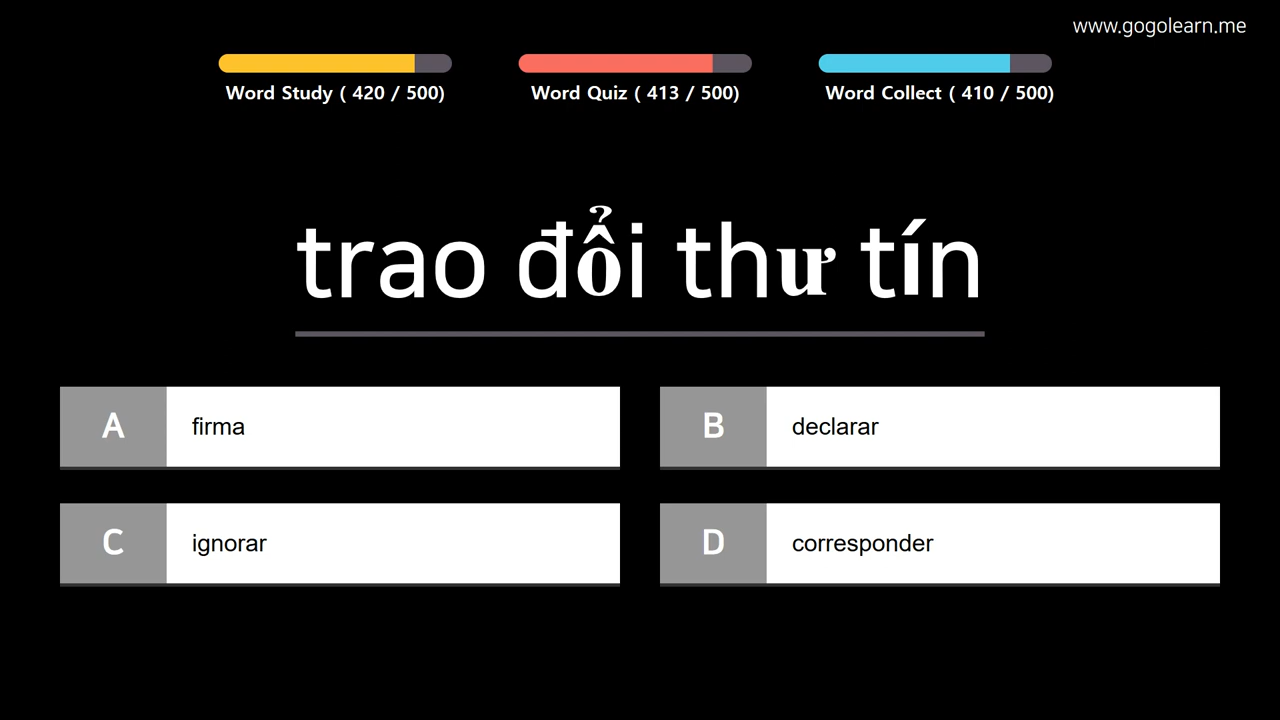 www.gogolearn.me
Word Study ( 420 / 500)
Word Quiz ( 413 / 500)
Word Collect ( 410 / 500)
trao đổi thư tín
A firma
B declarar
C ignorar
D corresponder